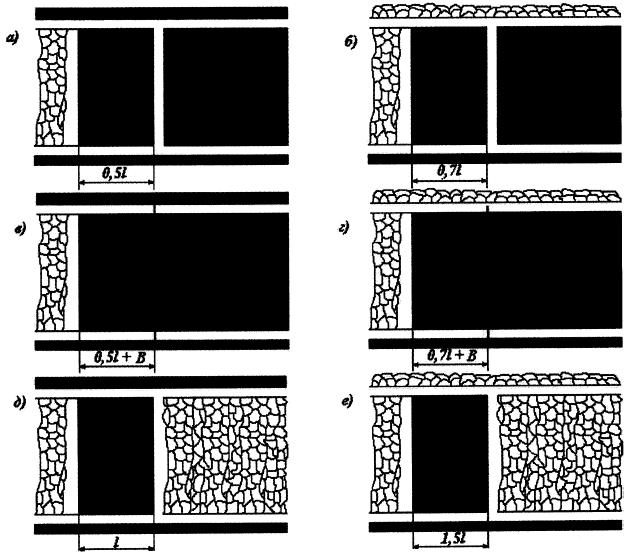 а)
б)
0,5l
0,7l
в)
г)
0,5l + B
0,7l + B
д)
е)
l
1,5l